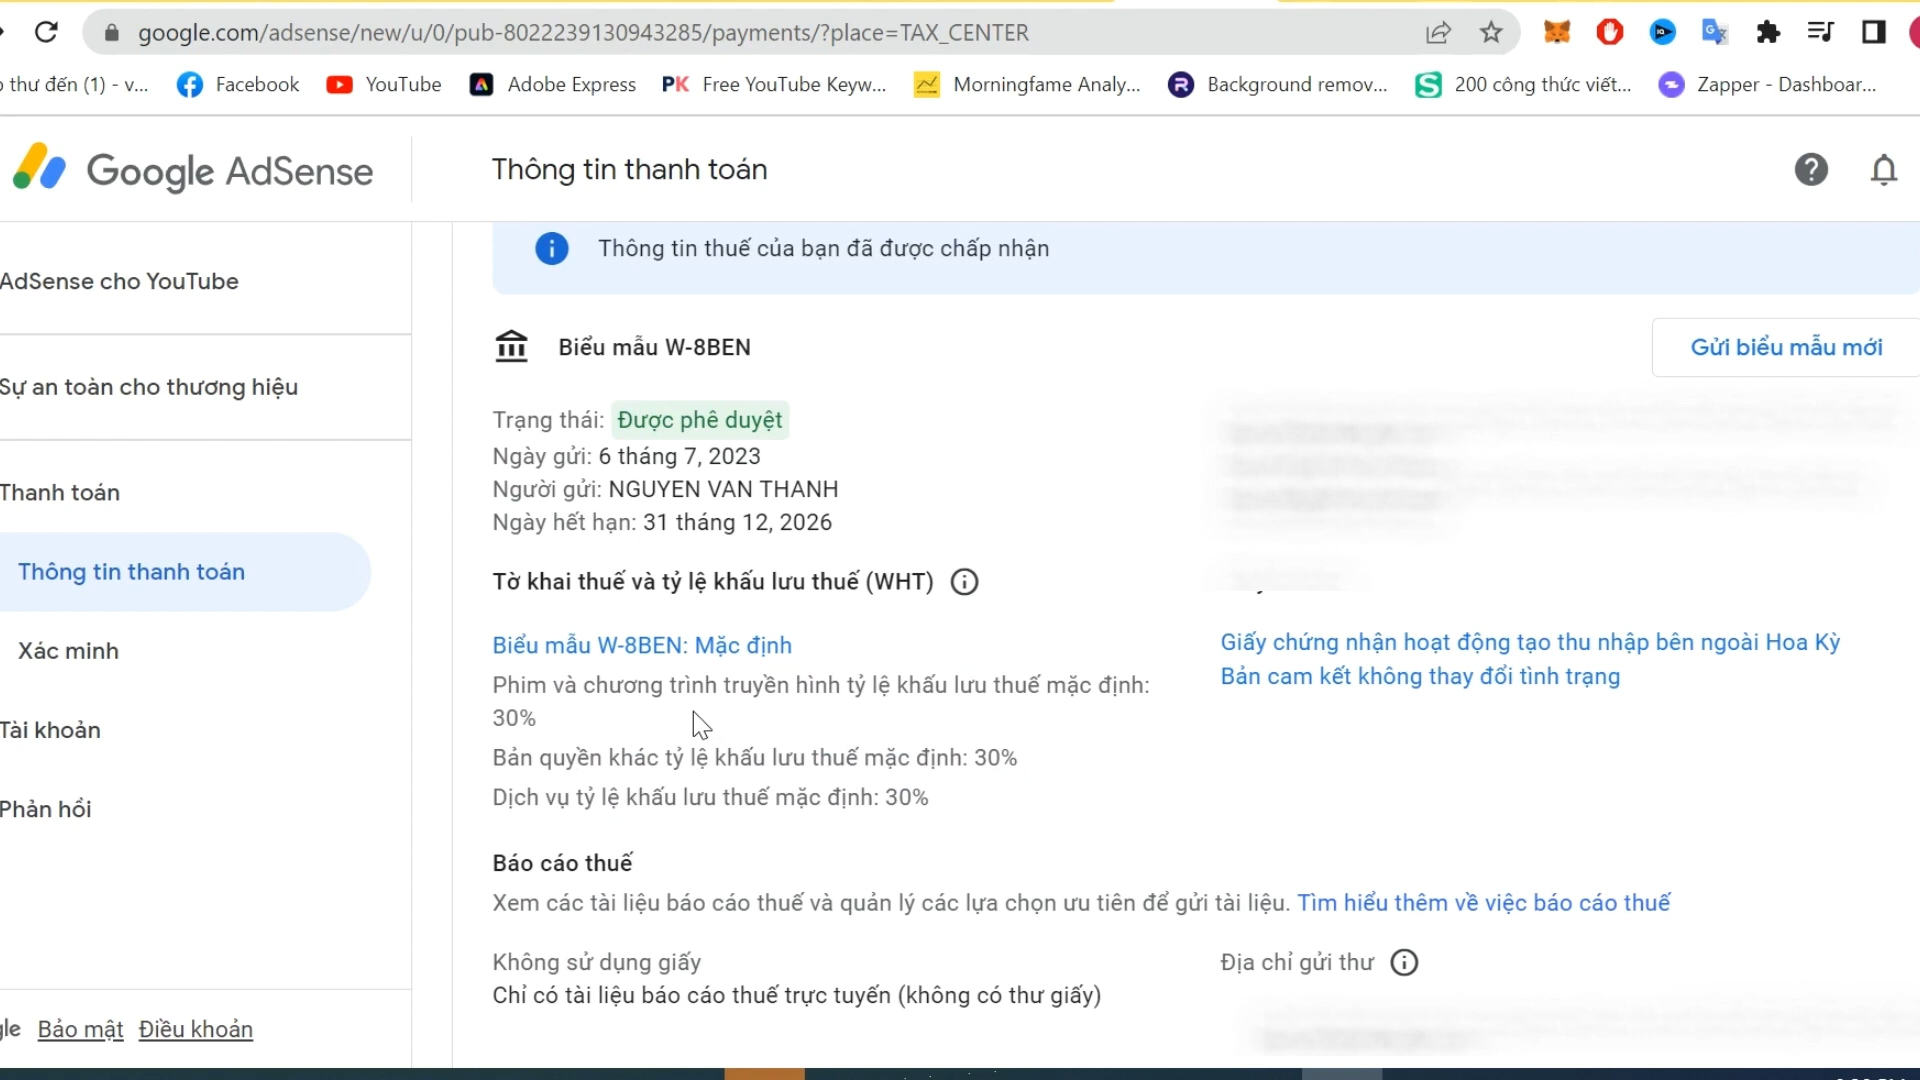 google.com/adsense/new/u/0/pub-8022239130943285/payments/?place=TAX_CENTER
thư đến (1) - v...
Facebook
YouTube
Adobe Express
PK Free YouTube Keyw...
Morningfame Analy...
Background remov...
200 công thức viết...
Zapper - Dashboar...
Google AdSense
Thông tin thanh toán
AdSense cho YouTube
Sự an toàn cho thương hiệu
Thanh toán
Thông tin thanh toán
Xác minh
Tài khoản
Phản hồi
gle Bảo mật Điều khoản
Thông tin thuế của bạn đã được chấp nhận
Biểu mẫu W-8BEN
Gửi biểu mẫu mới
Trạng thái: Được phê duyệt
Ngày gửi: 6 tháng 7, 2023
Người gửi: NGUYEN VAN THANH
Ngày hết hạn: 31 tháng 12, 2026
Tờ khai thuế và tỷ lệ khấu lưu thuế (WHT)
Biểu mẫu W-8BEN: Mặc định
Phim và chương trình truyền hình tỷ lệ khấu lưu thuế mặc định:
30%
Bản quyền khác tỷ lệ khấu lưu thuế mặc định: 30%
Dịch vụ tỷ lệ khấu lưu thuế mặc định: 30%
Giấy chứng nhận hoạt động tạo thu nhập bên ngoài Hoa Kỳ
Bản cam kết không thay đổi tình trạng
Báo cáo thuế
Xem các tài liệu báo cáo thuế và quản lý các lựa chọn ưu tiên để gửi tài liệu. Tìm hiểu thêm về việc báo cáo thuế
Không sử dụng giấy
Chỉ có tài liệu báo cáo thuế trực tuyến (không có thư giấy)
Địa chỉ gửi thư